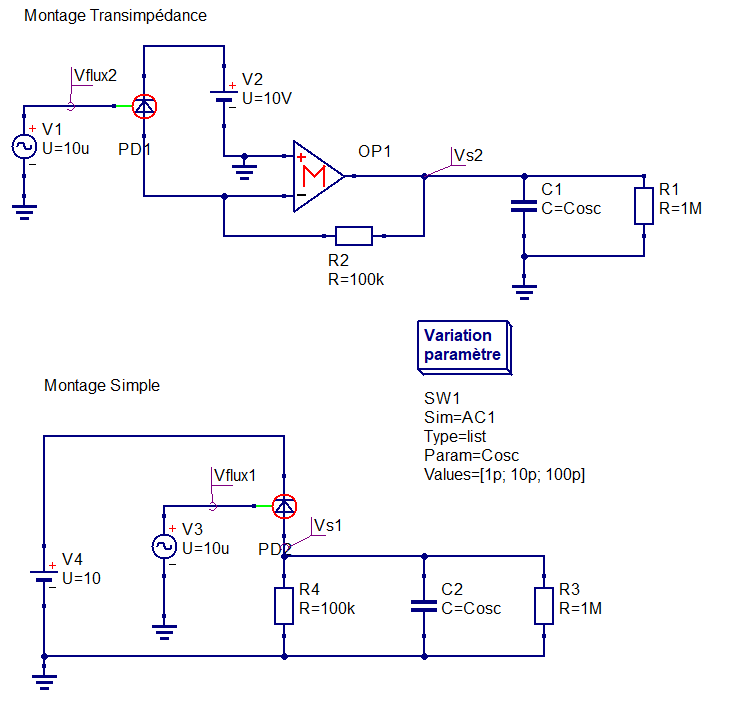 Montage Transimpédance
Vflux2
V2
U=10V
V1
U=10u
PD1
OP1
Vs2
C1
C=Cosc
R1
R=1M
R2
R=100k
Variation
paramètre
SW1
Sim=AC1
Type=list
Param=Cosc
Values=[1p; 10p; 100p]
Montage Simple
Vflux1
V3
U=10u
PD2
Vs1
V4
U=10
R4
R=100k
C2
C=Cosc
R3
R=1M